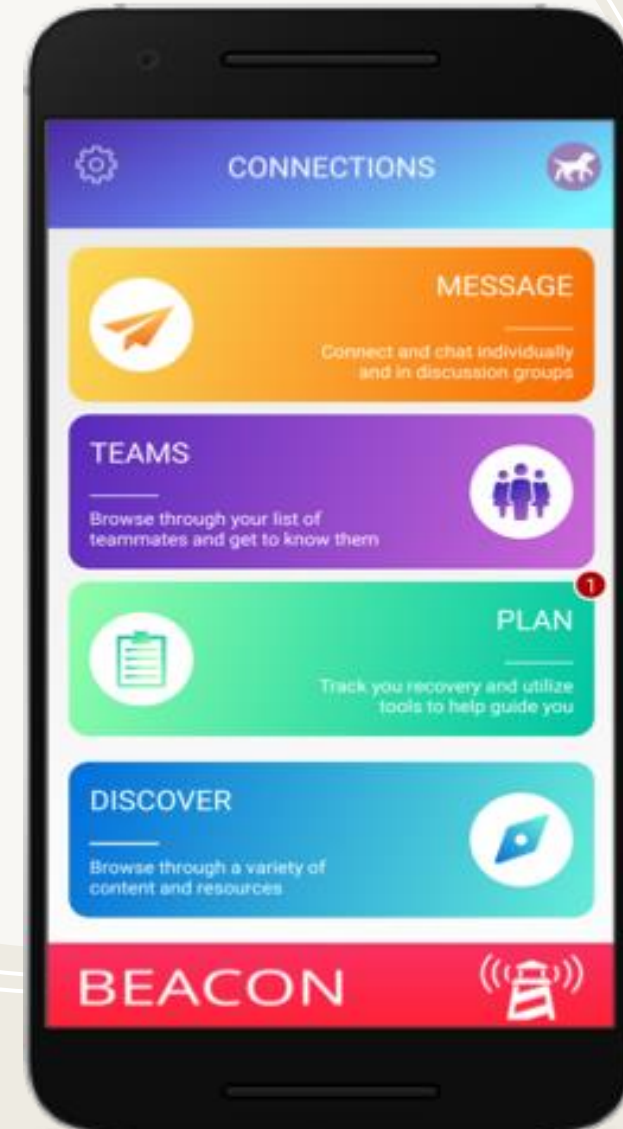 CONNECTIONS
MESSAGE
Connect and chat individually
and in discussion groups
TEAMS
Browse through your list of
teammates and get to know them
1
PLAN
Track you recovery and utilize
tools to help guide you
DISCOVER
Browse through a variety of
content and resources
BEACON